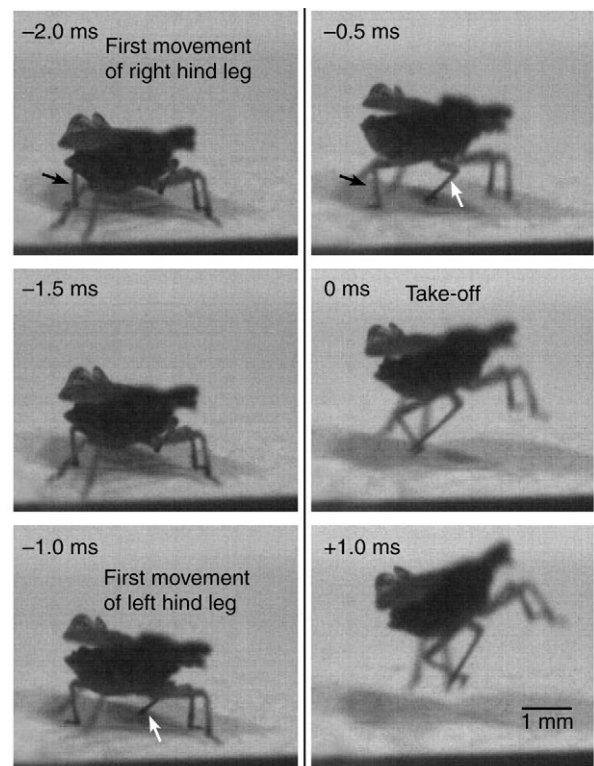 –2.0 ms
First movement
of right hind leg
–1.5 ms
–1.0 ms
First movement
of left hind leg
–0.5 ms
0 ms
Take-off
+1.0 ms
1 mm